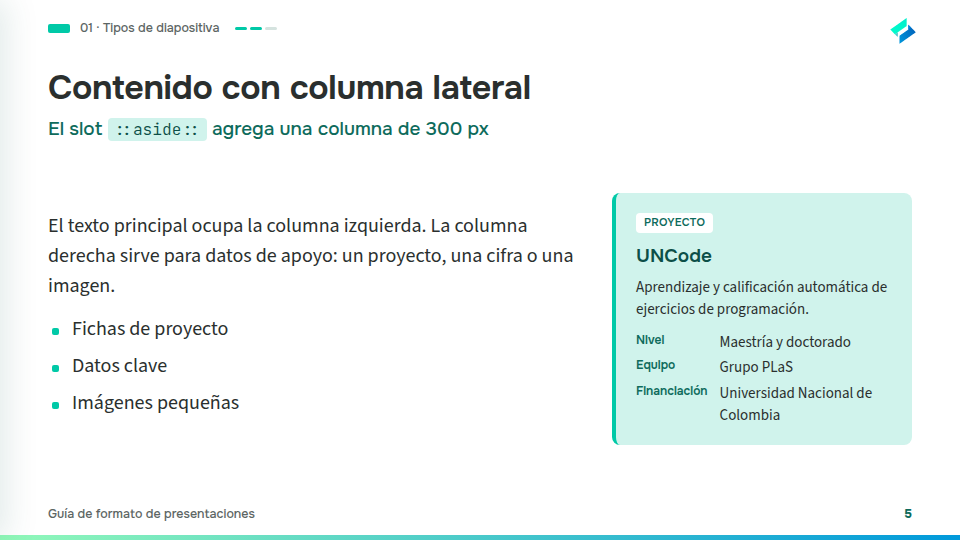 01 · Tipos de diapositiva
Contenido con columna lateral
El slot ::aside:: agrega una columna de 300 px
El texto principal ocupa la columna izquierda. La columna
derecha sirve para datos de apoyo: un proyecto, una cifra o una
imagen.
Fichas de proyecto
Datos clave
Imágenes pequeñas
PROYECTO
UNCode
Aprendizaje y calificación automática de
ejercicios de programación.
Nivel Maestría y doctorado
Equipo Grupo PLaS
Financiación Universidad Nacional de
Colombia
Guía de formato de presentaciones
5